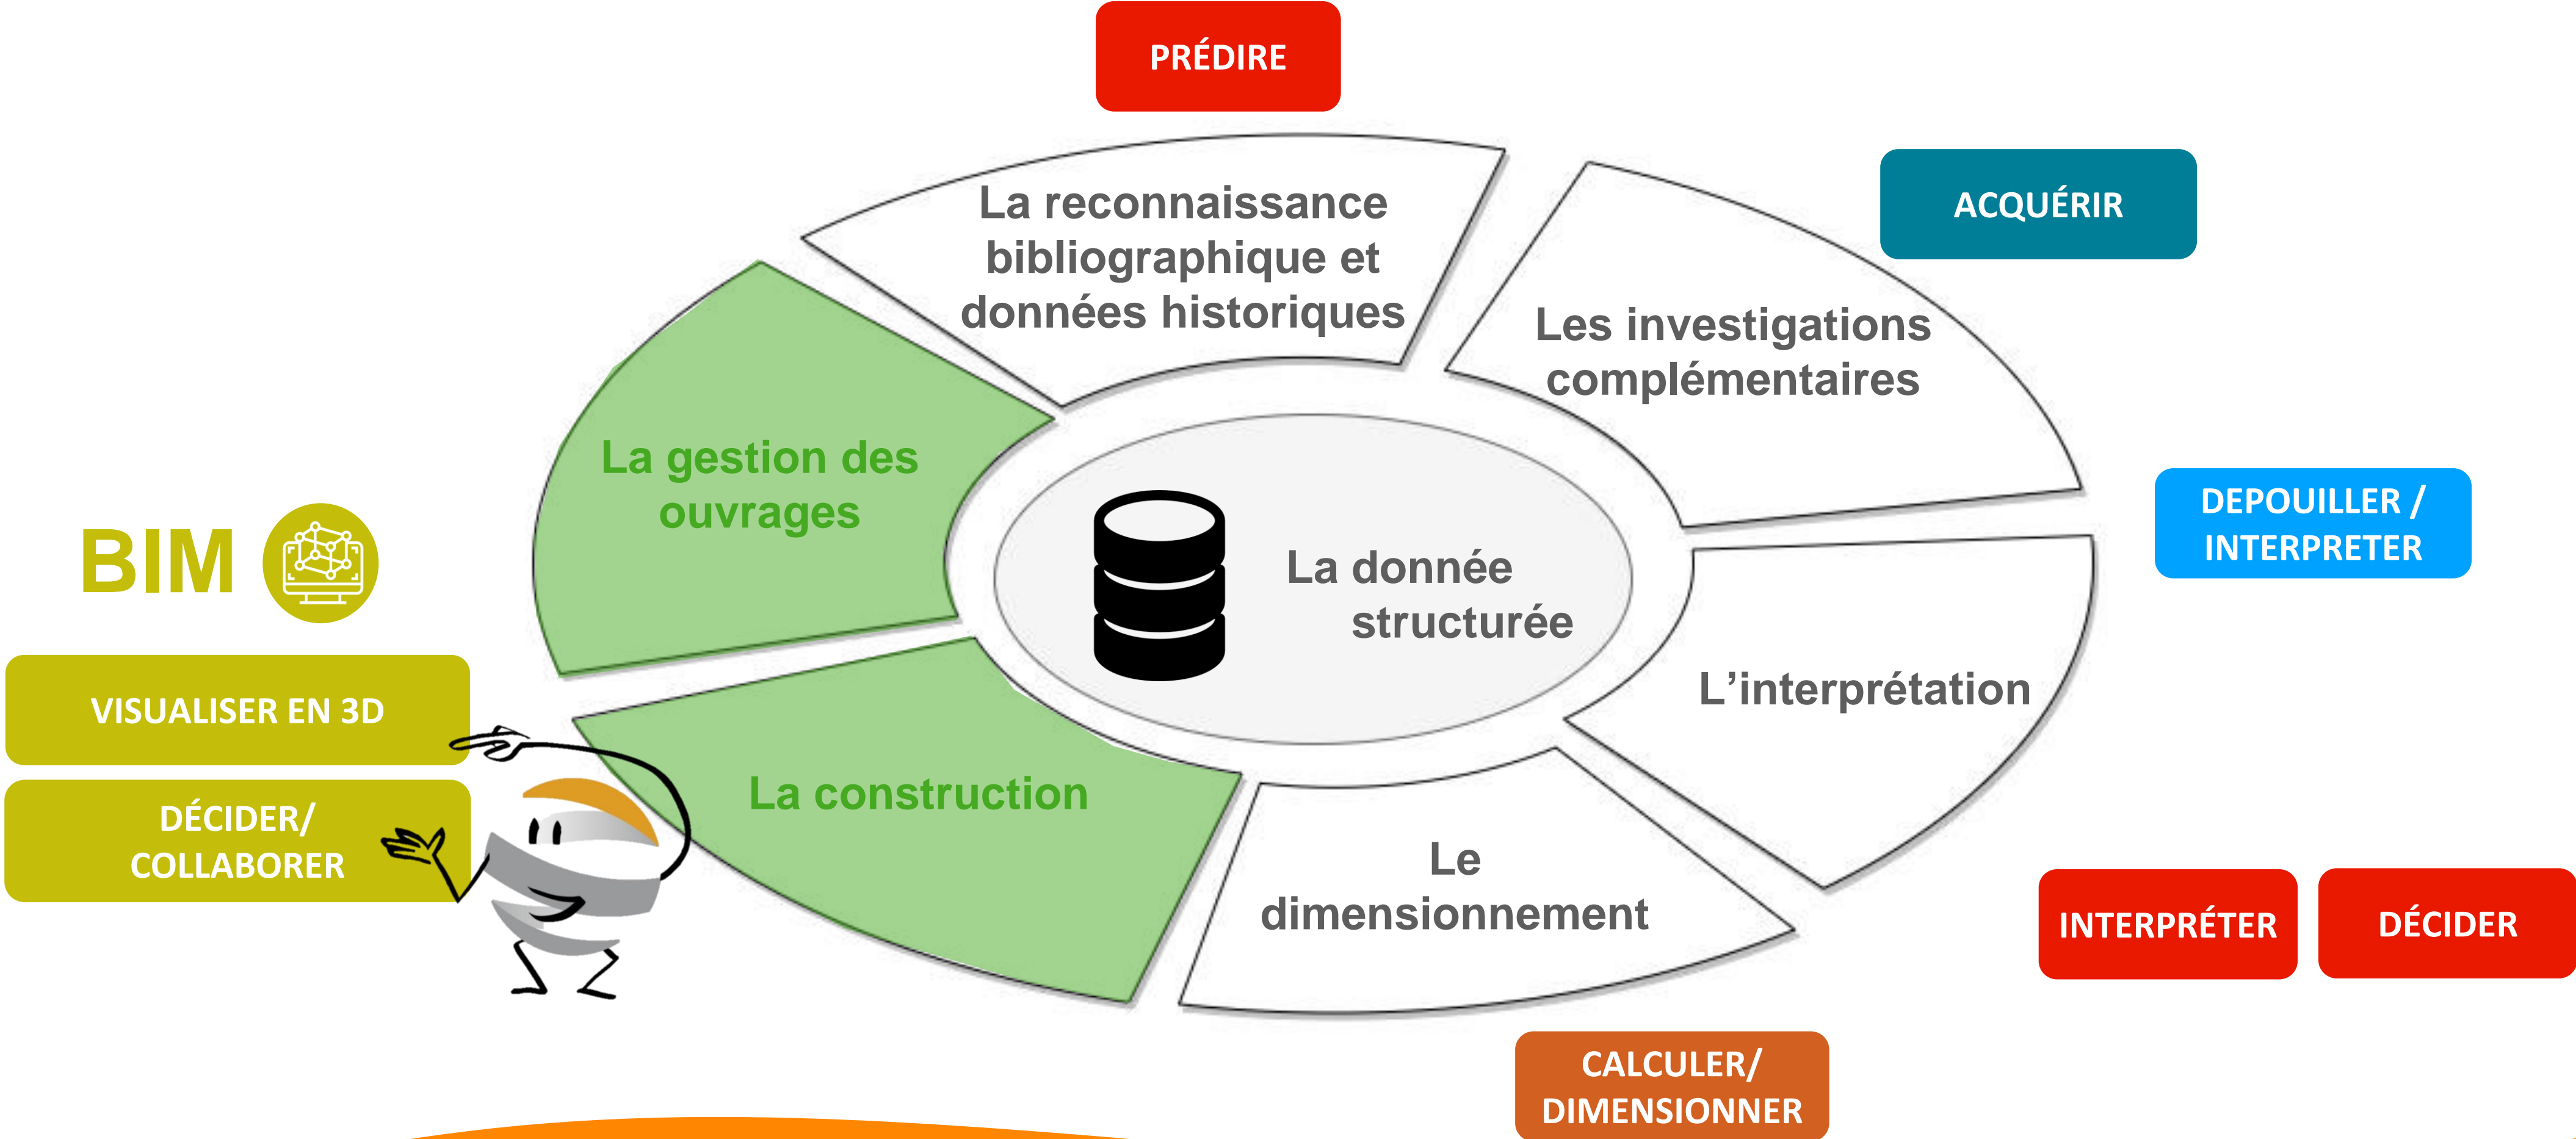 PRÉDIRE
La reconnaissance
bibliographique et
données historiques
ACQUÉRIR
Les investigations
complémentaires
La gestion des
ouvrages
DEPOUILLER /
INTERPRETER
BIM
La donnée
structurée
L’interprétation
VISUALISER EN 3D
La construction
DÉCIDER/
COLLABORER
Le
dimensionnement
INTERPRÉTER
DÉCIDER
CALCULER/
DIMENSIONNER